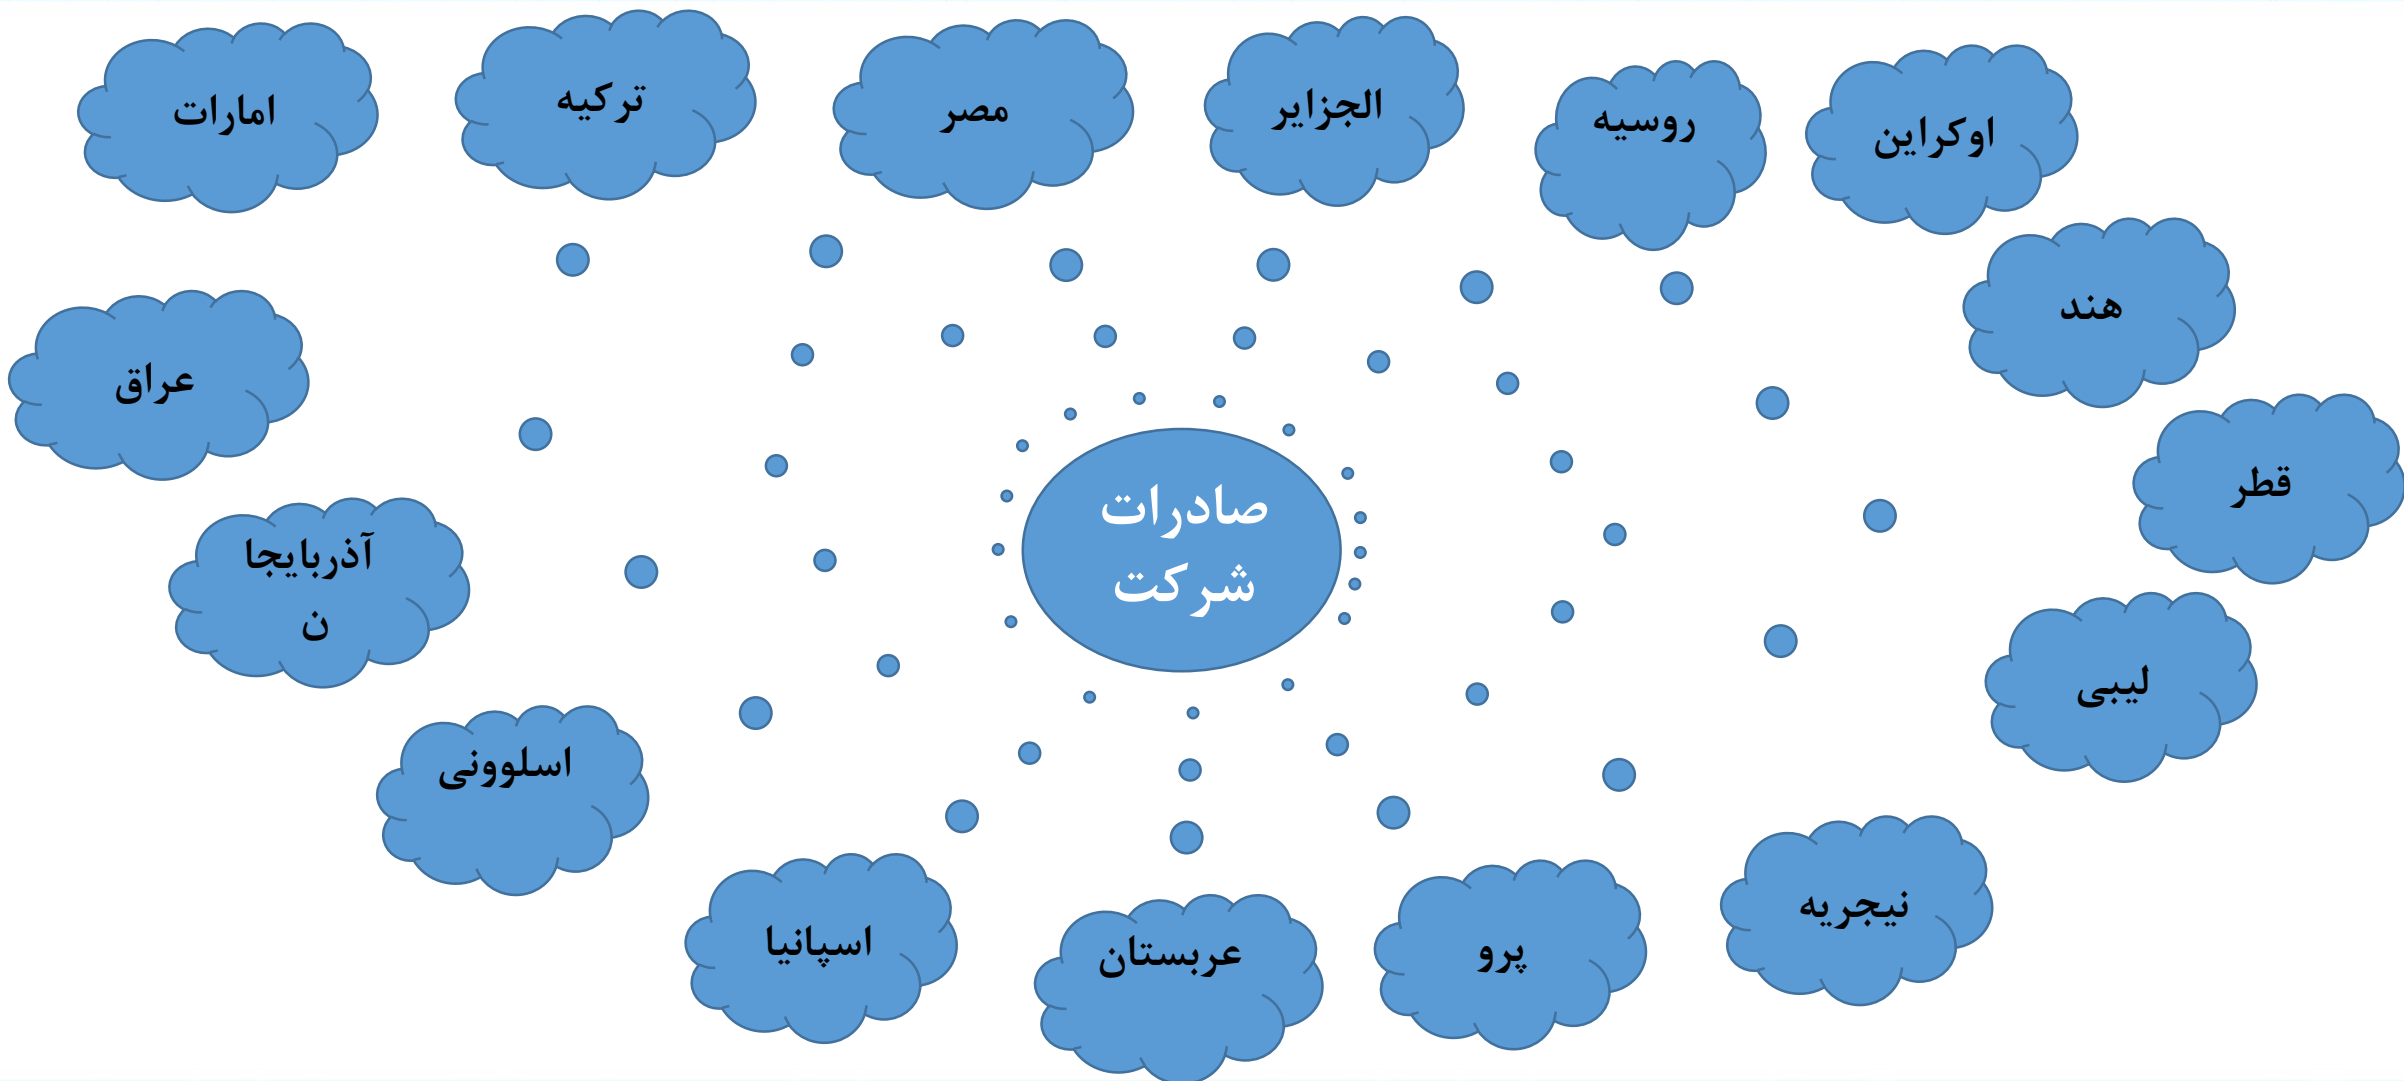 اوکراین
روسیه
الجزایر
مصر
ترکیه
امارات
هند
عراق
قطر
صادرات
شرکت
آذربایجا
ن
لیبی
اسلوونی
نیجریه
پرو
عربستان
اسپانیا